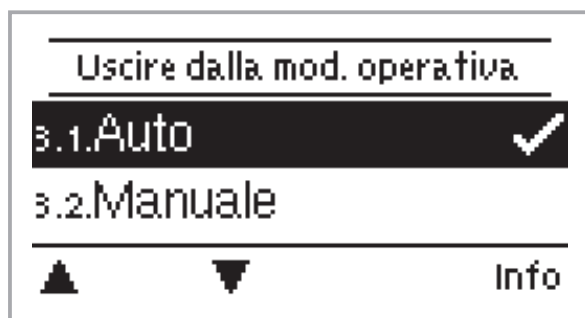 Uscire dalla mod. operativa
3.1.Auto
3.2.Manuale
Info